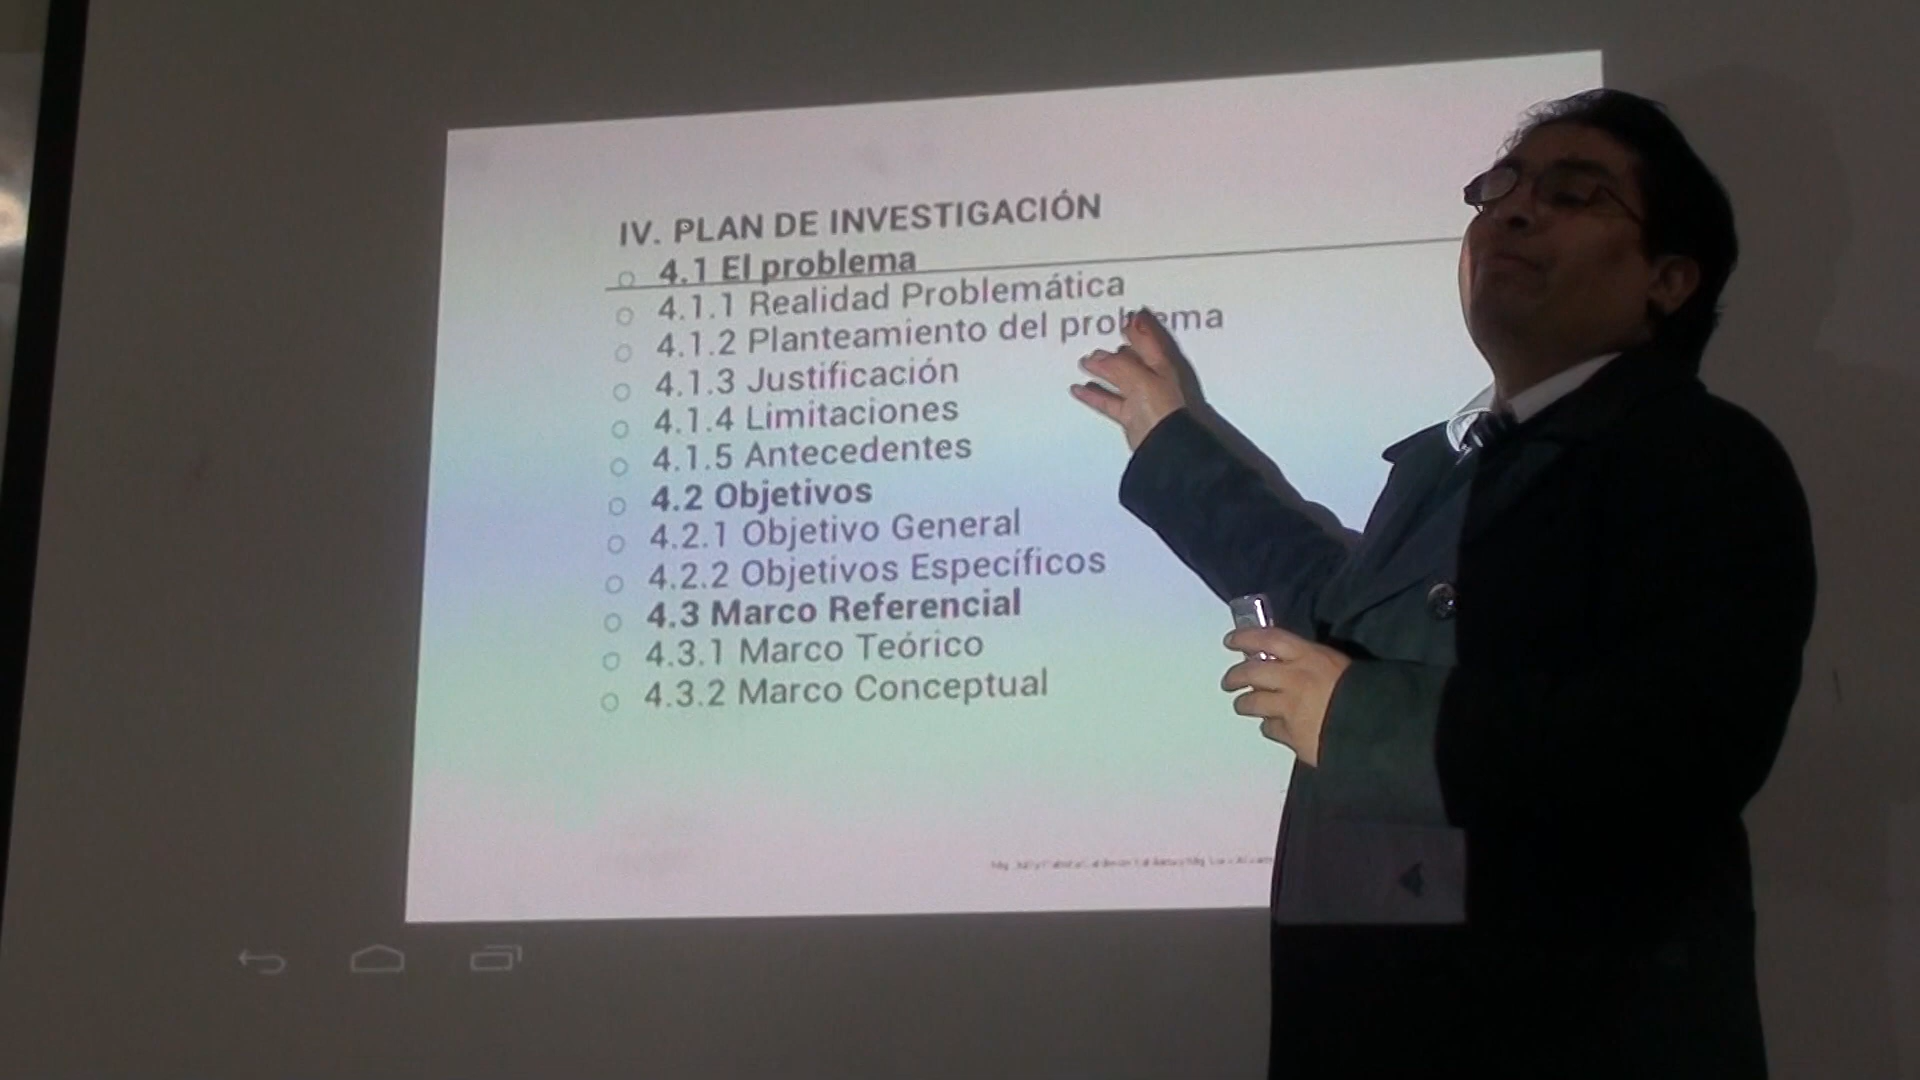 IV. PLAN DE INVESTIGACIÓN
4.1 El problema
4.1.1 Realidad Problemática
4.1.2 Planteamiento del problema
4.1.3 Justificación
4.1.4 Limitaciones
4.1.5 Antecedentes
4.2 Objetivos
4.2.1 Objetivo General
4.2.2 Objetivos Específicos
4.3 Marco Referencial
4.3.1 Marco Teórico
4.3.2 Marco Conceptual